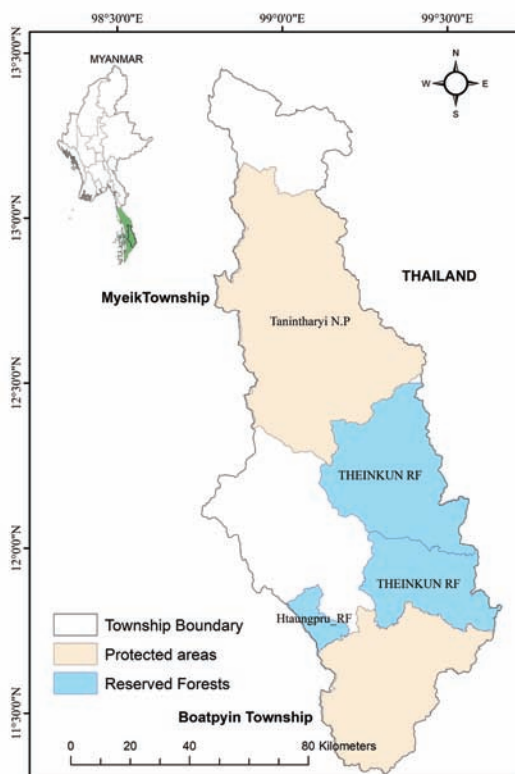 98°30'0"E
99°0'0"E
99°30'0"E
13°30'0"N
13°0'0"N
12°30'0"N
12°0'0"N
11°30'0"N
MYANMAR
N
W
E
S
THAILAND
MyeikTownship
Tanintharyi N.P
THEINKUN RF
THEINKUN RF
Htaungpru_RF
Township Boundary
Protected areas
Reserved Forests
Boatpyin Township
0 20 40 60 80 Kilometers